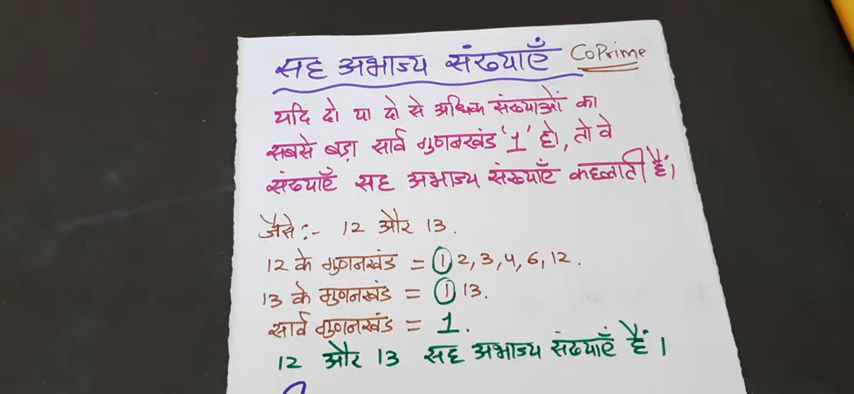 सह अभाज्य संख्याएँ CoPrime
यदि दो या दो से अधिक संख्याओं का
सबसे बड़ा सार्व गुणनखंड '1' हो, तो वे
संख्याएँ सह अभाज्य संख्याएँ कहलाती हैं।
जैसे:- 12 और 13.
12 के गुणनखंड = 1 2, 3, 4, 6, 12.
13 के गुणनखंड = 1 13.
सार्व गुणनखंड = 1.
12 और 13 सह अभाज्य संख्याएँ हैं।